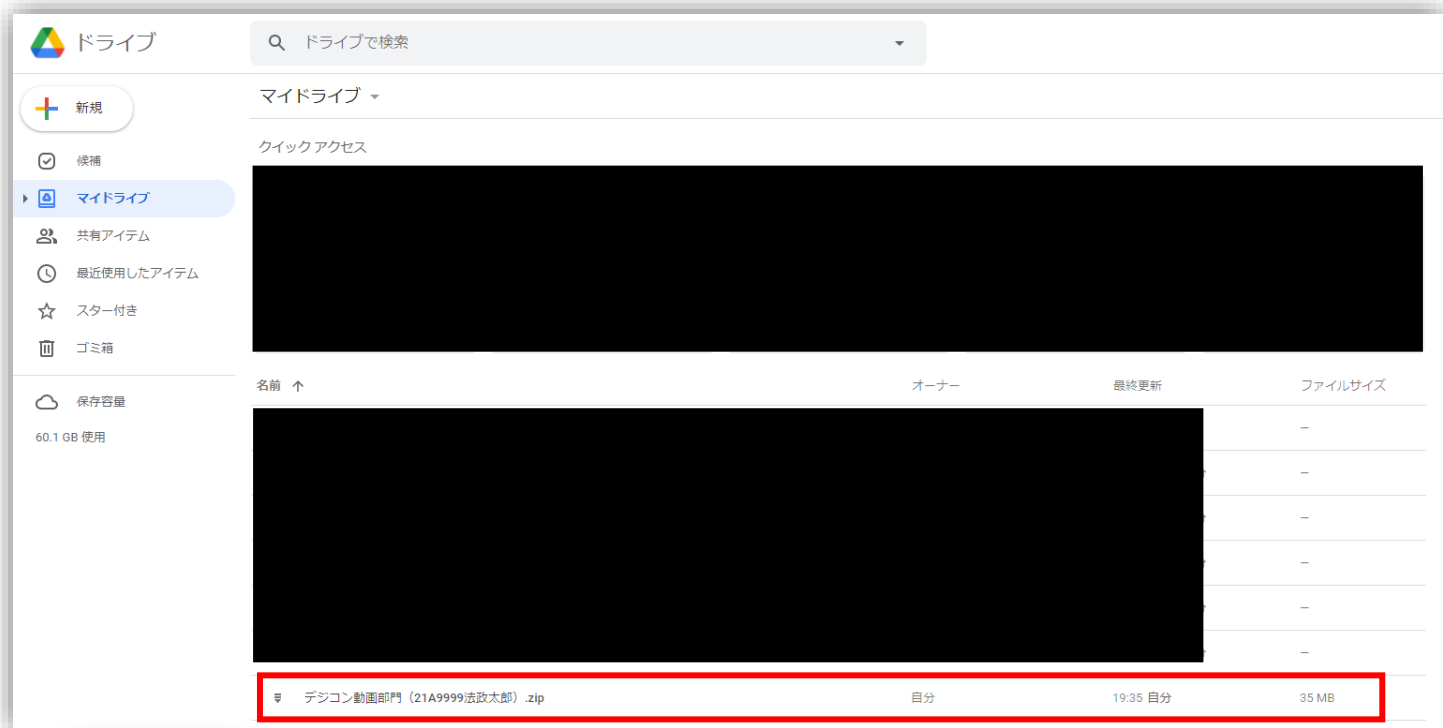 ドライブ
ドライブで検索
新規
マイドライブ
クイック アクセス
候補
マイドライブ
共有アイテム
最近使用したアイテム
スター付き
ゴミ箱
保存容量
60.1 GB 使用
名前 オーナー 最終更新 ファイルサイズ
–
–
–
–
–
–
デジコン動画部門（21A9999法政太郎）.zip 自分 19:35 自分 35 MB